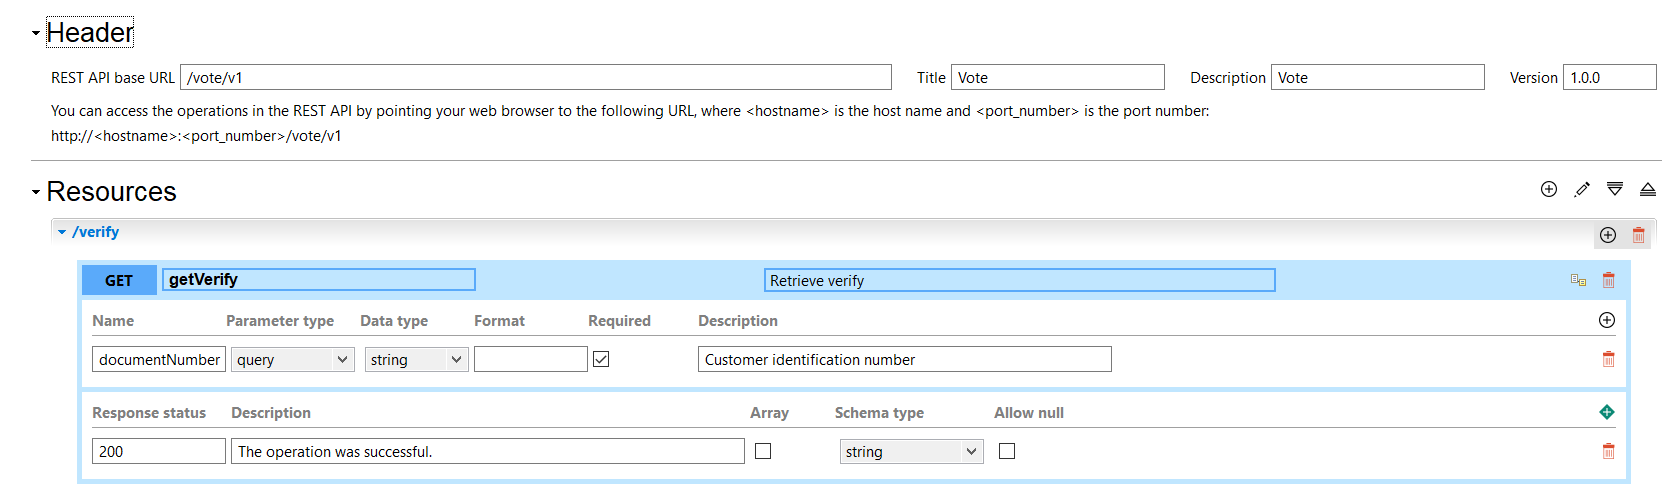 Header
REST API base URL /vote/v1 Title Vote Description Vote Version 1.0.0
You can access the operations in the REST API by pointing your web browser to the following URL, where <hostname> is the host name and <port_number> is the port number:
http://<hostname>:<port_number>/vote/v1
Resources
/verify
GET getVerify Retrieve verify
Name Parameter type Data type Format Required Description
documentNumber query string Customer identification number
Response status Description Array Schema type Allow null
200 The operation was successful. string